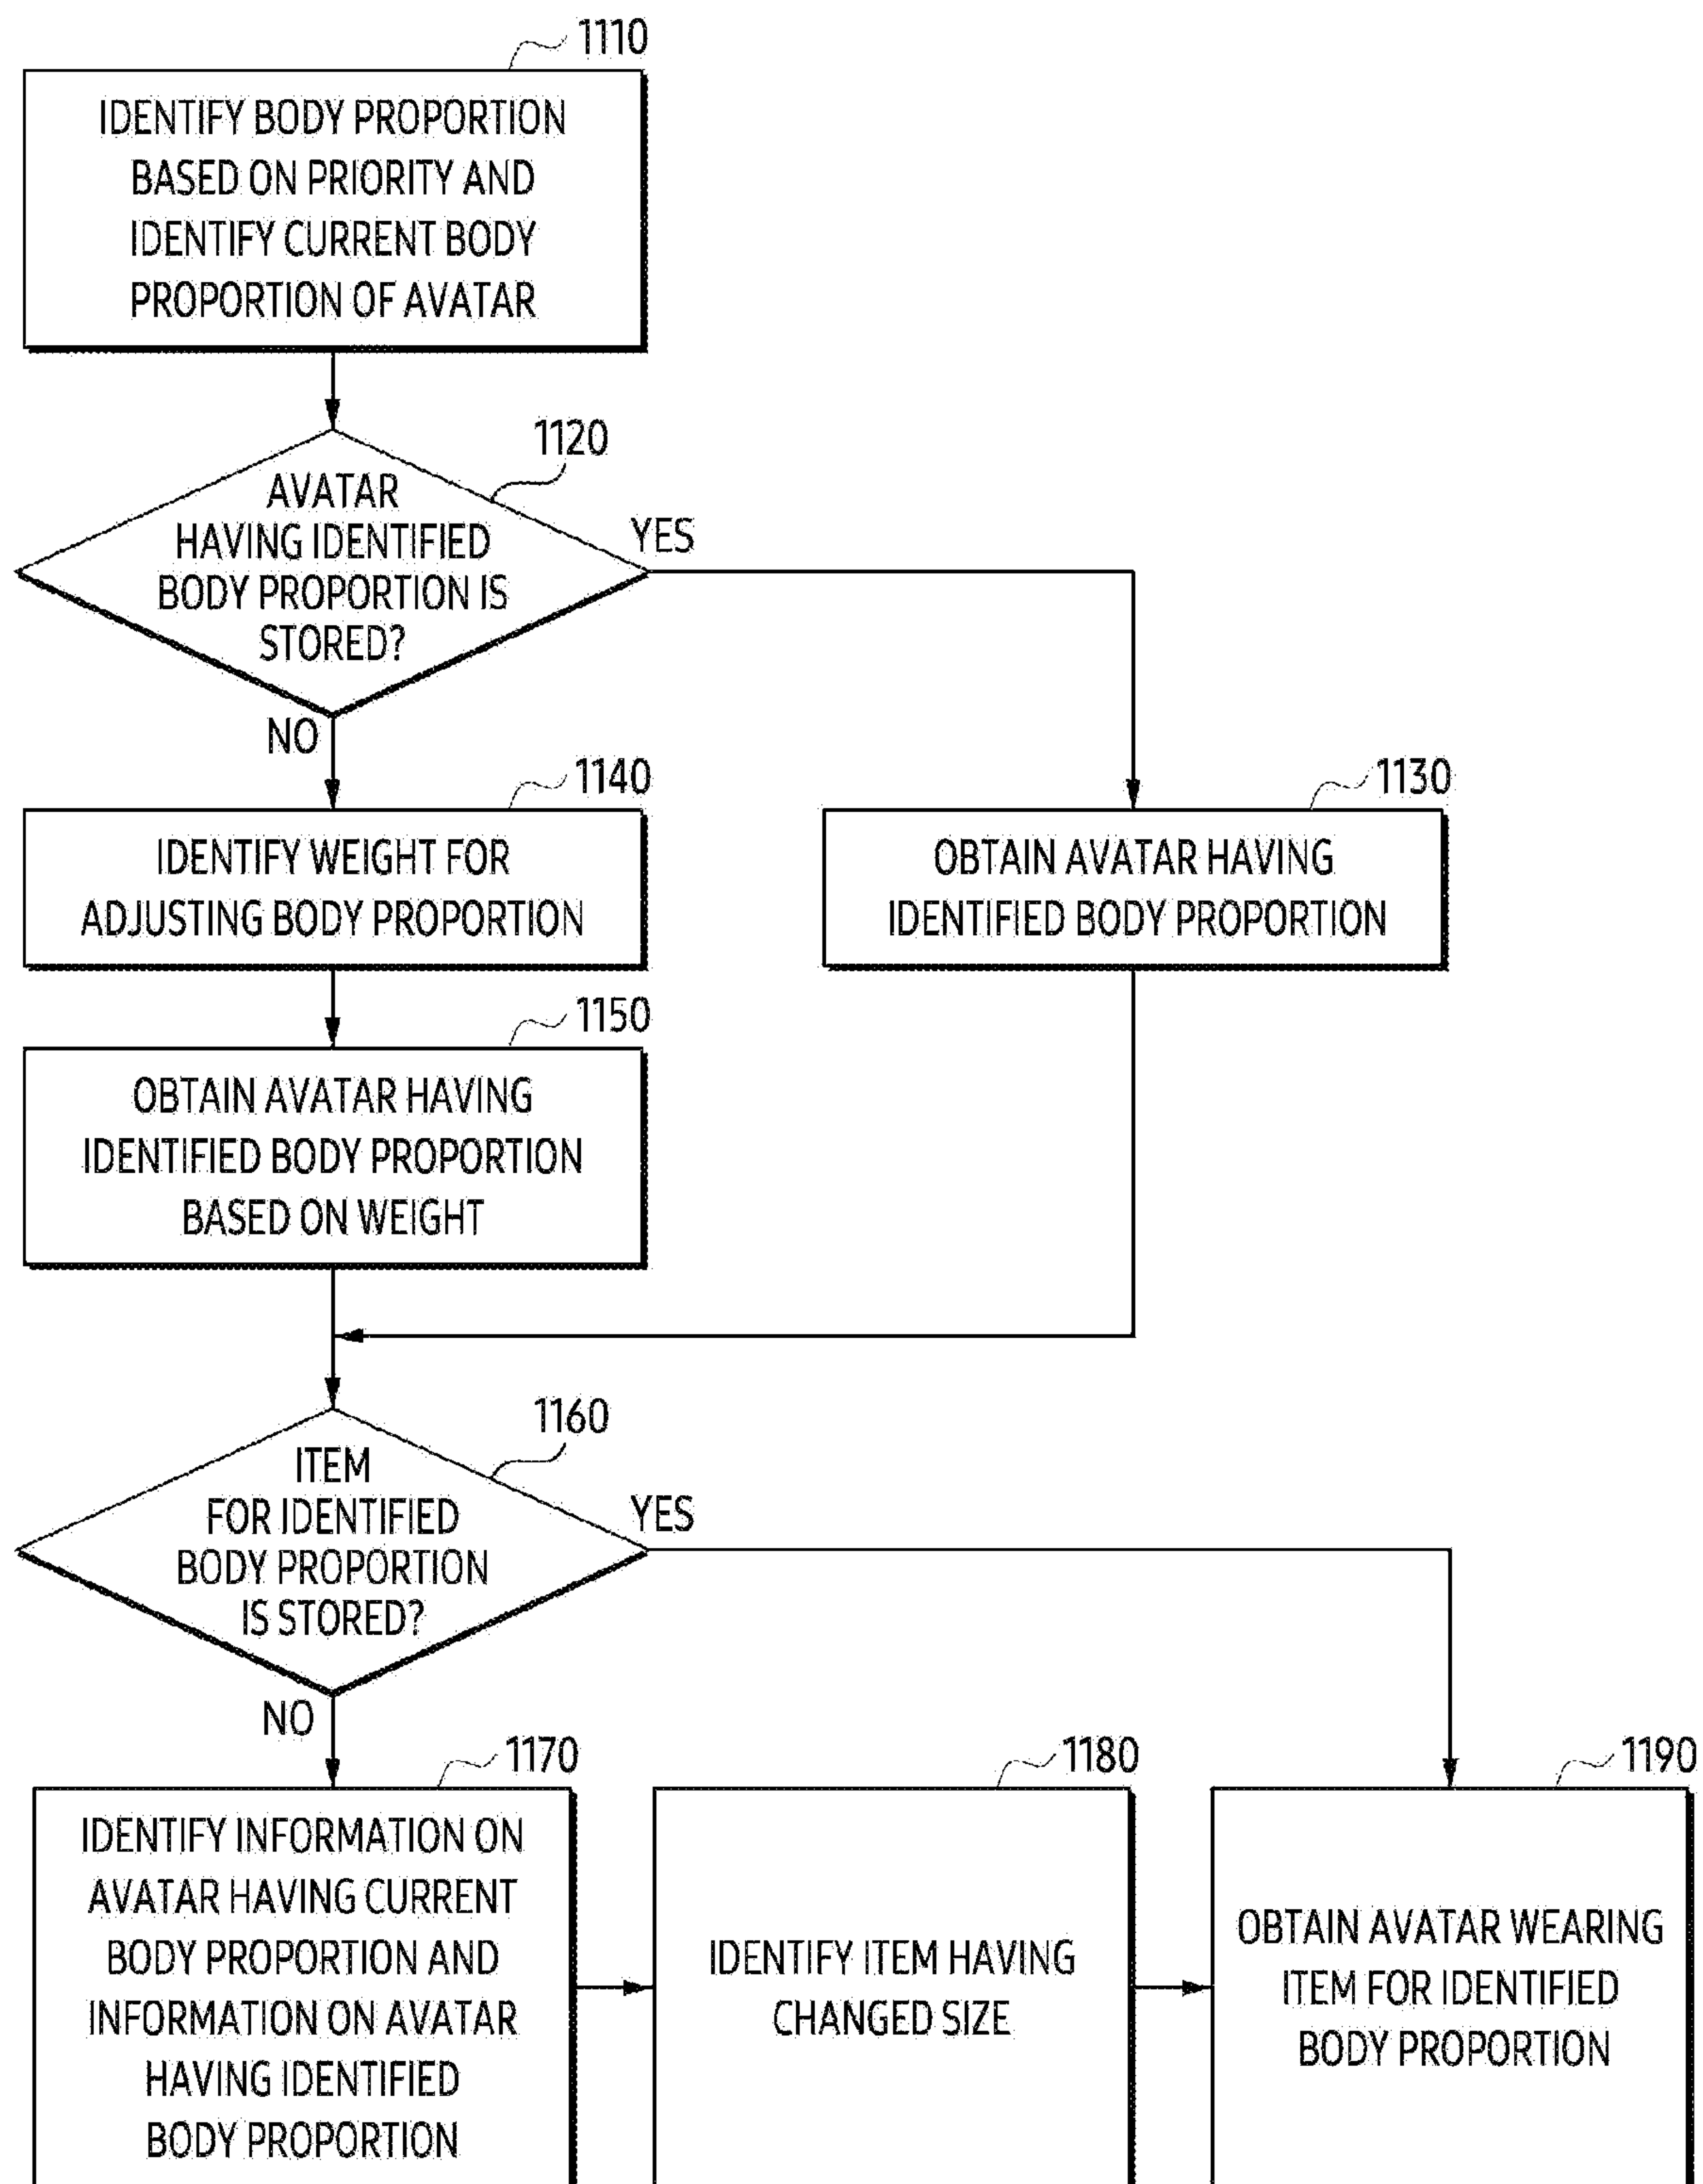 1110
IDENTIFY BODY PROPORTION
BASED ON PRIORITY AND
IDENTIFY CURRENT BODY
PROPORTION OF AVATAR
1120
AVATAR
HAVING IDENTIFIED
BODY PROPORTION IS
STORED?
YES
NO
1140
IDENTIFY WEIGHT FOR
ADJUSTING BODY PROPORTION
1130
OBTAIN AVATAR HAVING
IDENTIFIED BODY PROPORTION
1150
OBTAIN AVATAR HAVING
IDENTIFIED BODY PROPORTION
BASED ON WEIGHT
1160
ITEM
FOR IDENTIFIED
BODY PROPORTION
IS STORED?
YES
NO
1170
IDENTIFY INFORMATION ON
AVATAR HAVING CURRENT
BODY PROPORTION AND
INFORMATION ON AVATAR
HAVING IDENTIFIED
BODY PROPORTION
1180
IDENTIFY ITEM HAVING
CHANGED SIZE
1190
OBTAIN AVATAR WEARING
ITEM FOR IDENTIFIED
BODY PROPORTION